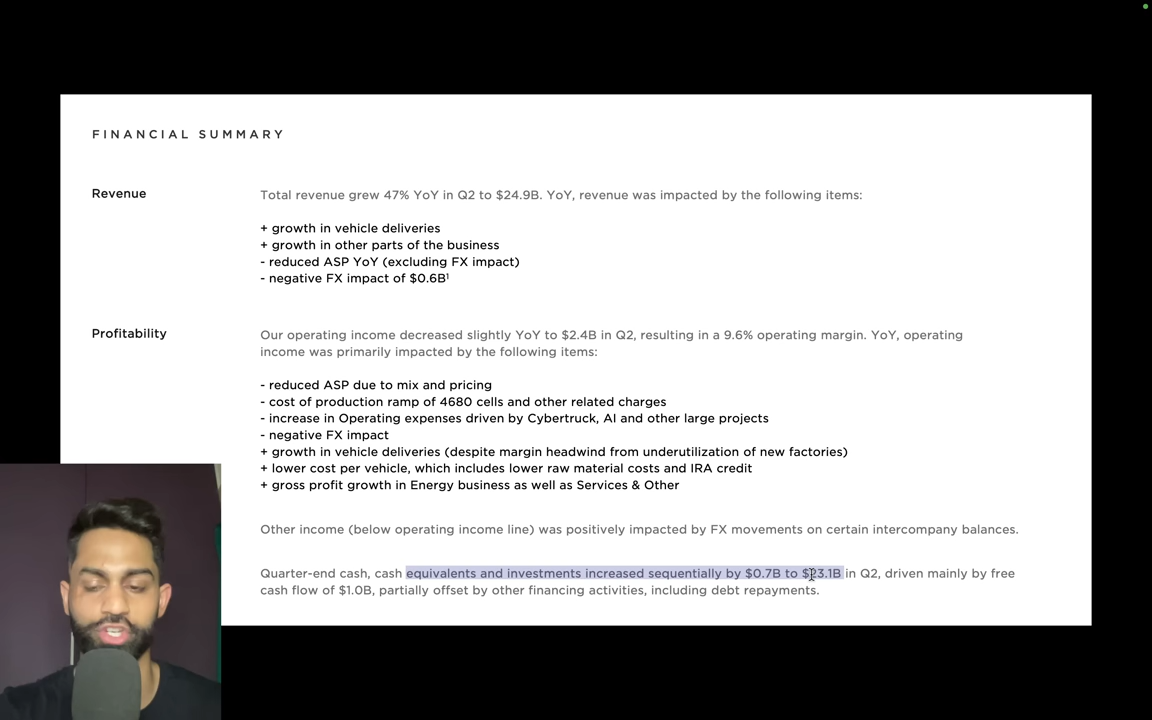 FINANCIAL SUMMARY
Revenue
Total revenue grew 47% YoY in Q2 to $24.9B. YoY, revenue was impacted by the following items:
+ growth in vehicle deliveries
+ growth in other parts of the business
- reduced ASP YoY (excluding FX impact)
- negative FX impact of $0.6B¹
Profitability
Our operating income decreased slightly YoY to $2.4B in Q2, resulting in a 9.6% operating margin. YoY, operating
income was primarily impacted by the following items:
- reduced ASP due to mix and pricing
- cost of production ramp of 4680 cells and other related charges
- increase in Operating expenses driven by Cybertruck, AI and other large projects
- negative FX impact
+ growth in vehicle deliveries (despite margin headwind from underutilization of new factories)
+ lower cost per vehicle, which includes lower raw material costs and IRA credit
+ gross profit growth in Energy business as well as Services & Other
Other income (below operating income line) was positively impacted by FX movements on certain intercompany balances.
Quarter-end cash, cash equivalents and investments increased sequentially by $0.7B to $23.1B in Q2, driven mainly by free
cash flow of $1.0B, partially offset by other financing activities, including debt repayments.